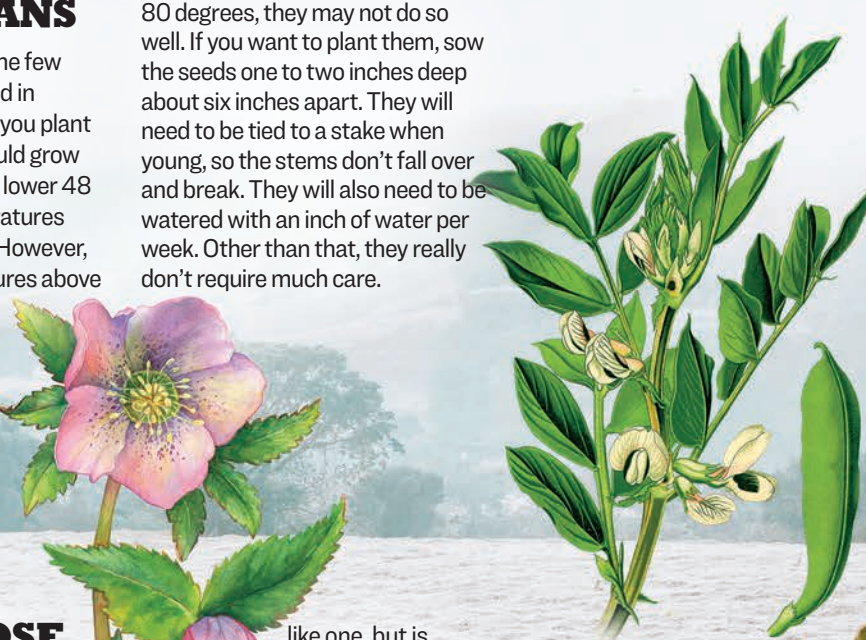 ANS
he few
d in
you plant
uld grow
lower 48
atures
However,
ures above
80 degrees, they may not do so
well. If you want to plant them, sow
the seeds one to two inches deep
about six inches apart. They will
need to be tied to a stake when
young, so the stems don’t fall over
and break. They will also need to be
watered with an inch of water per
week. Other than that, they really
don’t require much care.
OSE
like one, but is